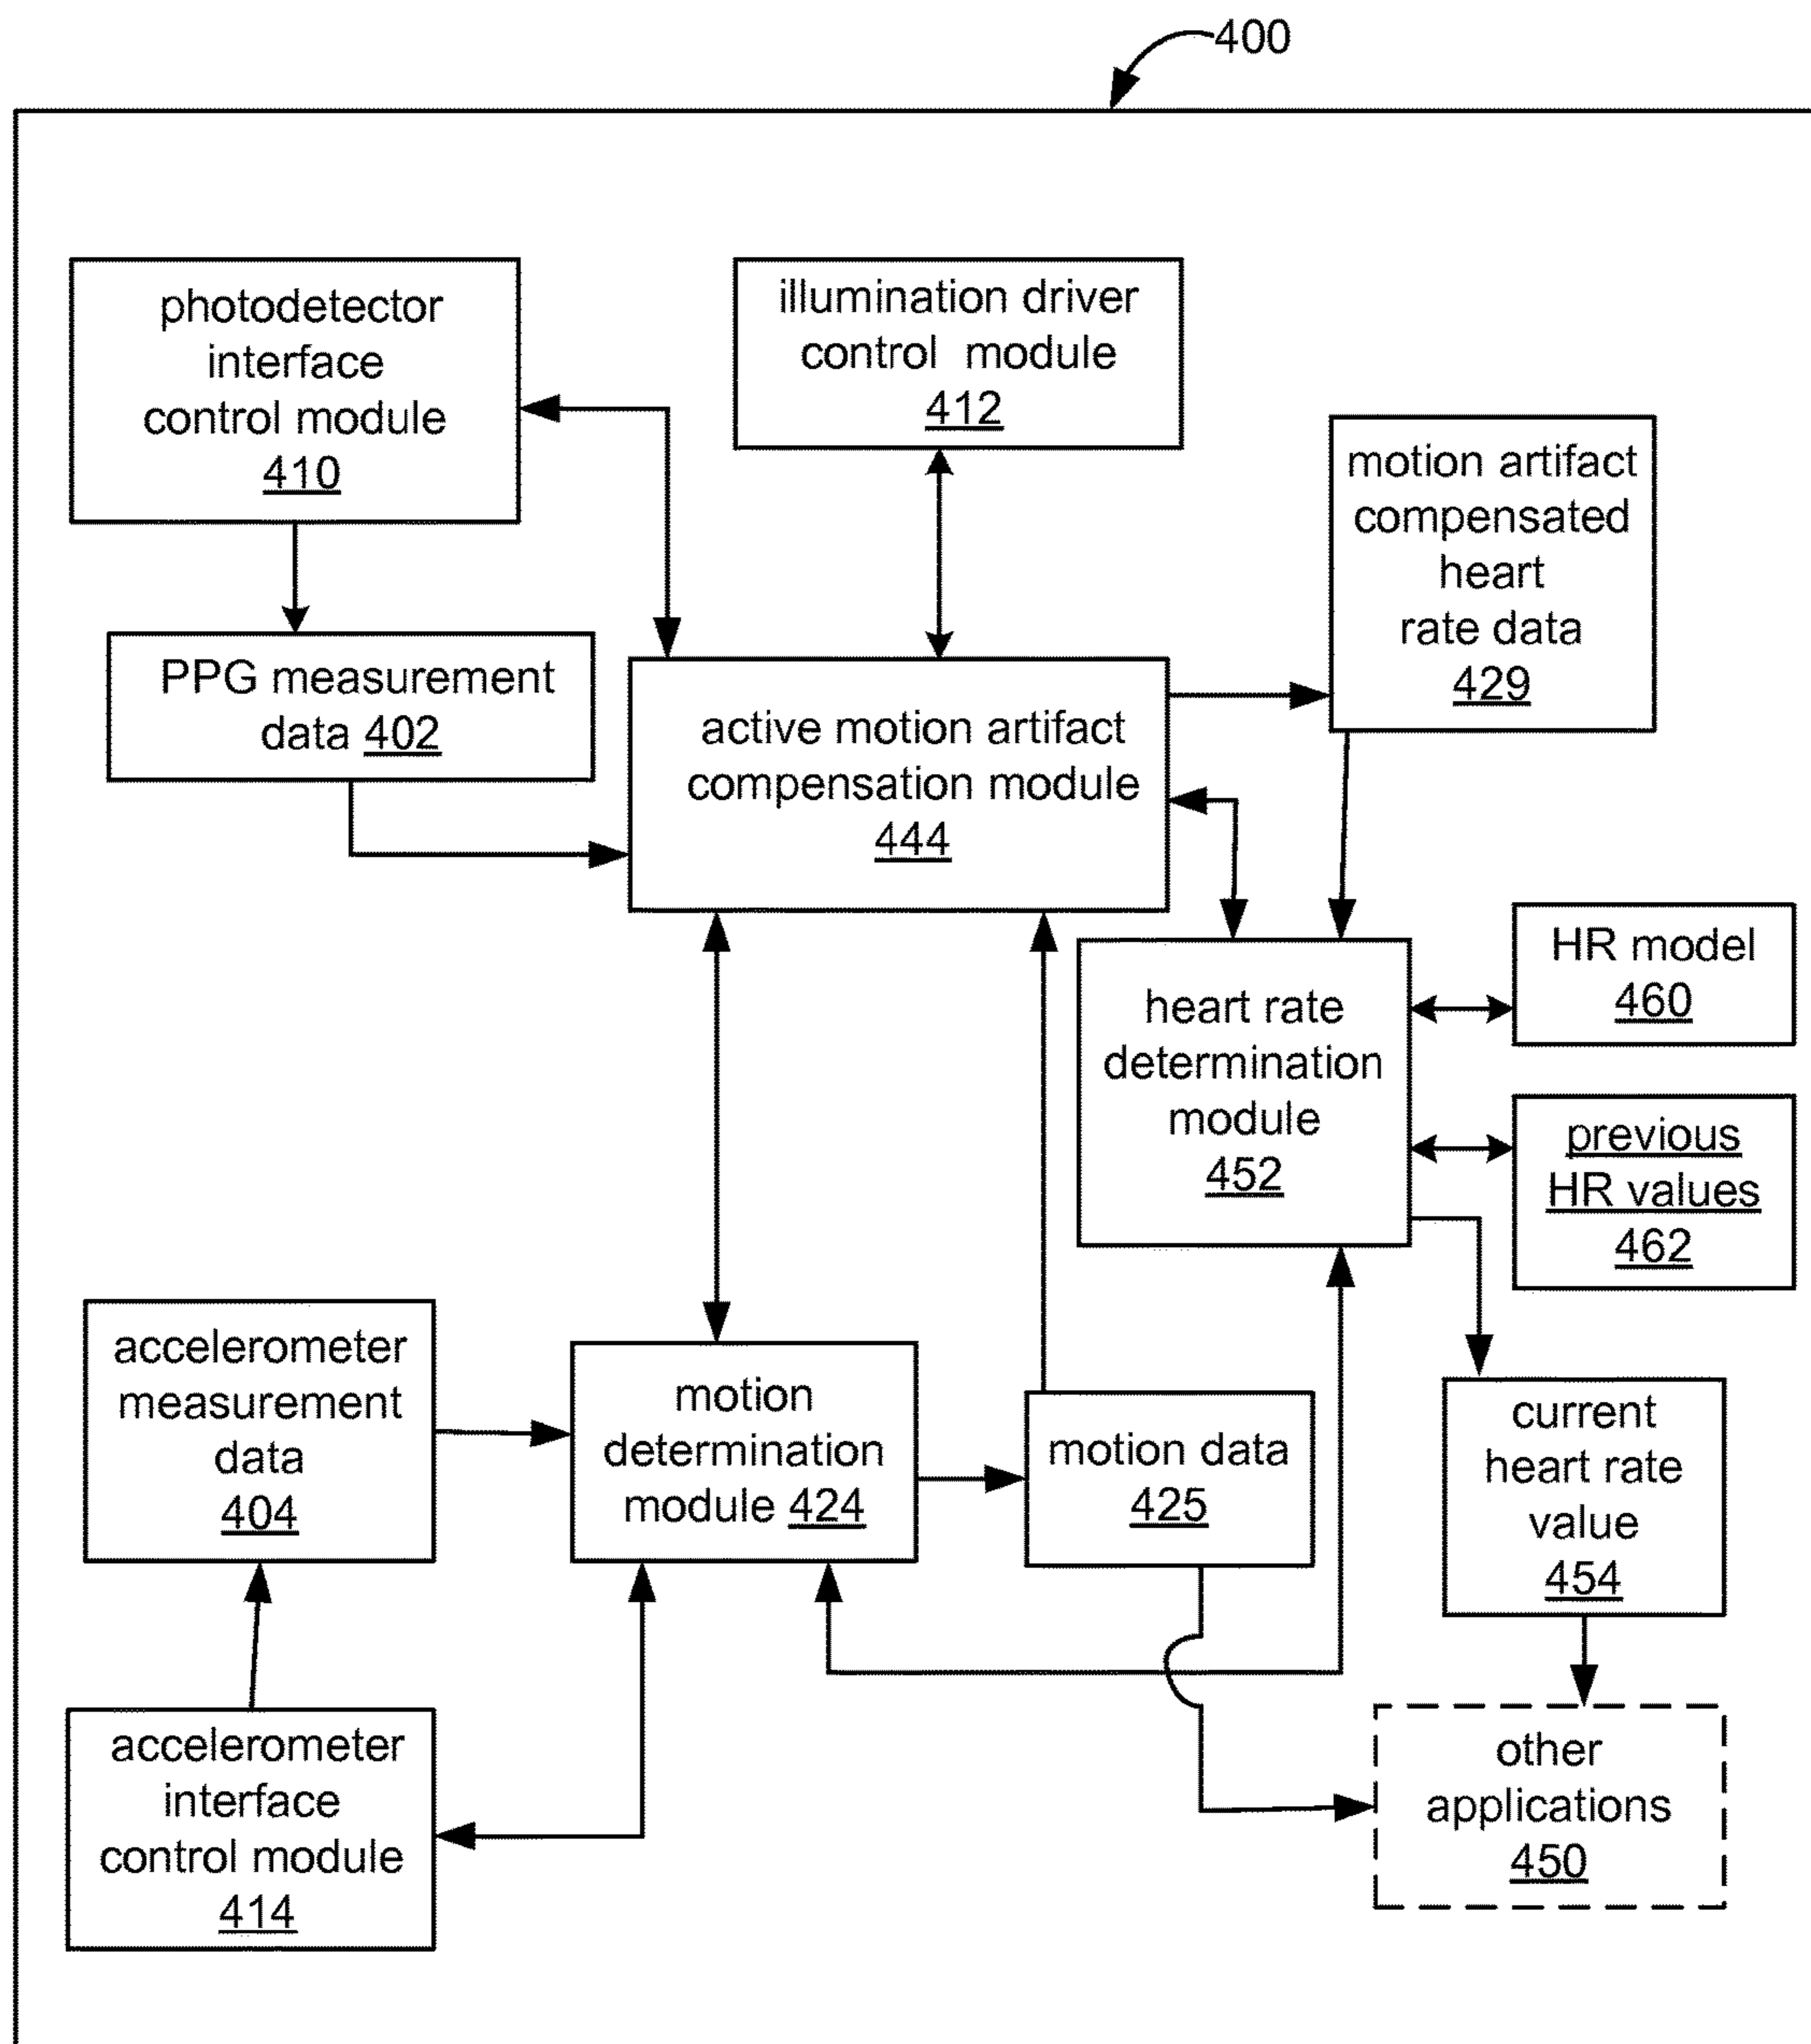 400
photodetector
interface
control module
410
illumination driver
control module
412
motion artifact
compensated
heart
rate data
429
PPG measurement
data 402
active motion artifact
compensation module
444
heart rate
determination
module
452
HR model
460
previous
HR values
462
accelerometer
measurement
data
404
motion
determination
module 424
motion data
425
current
heart rate
value
454
accelerometer
interface
control module
414
other
applications
450